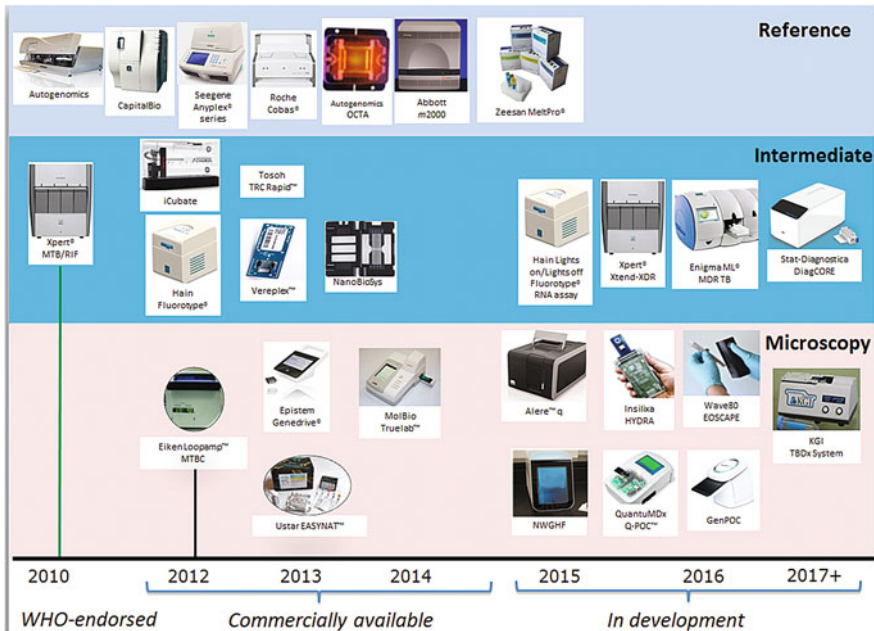 Reference
Autogenomics
CapitalBio
Seegene
Anyplex®
series
Roche
Cobas®
Autogenomics
OCTA
Abbott
m2000
Zeesan MeltPro®
Intermediate
Xpert®
MTB/RIF
iCubate
Tosoh
TRC Rapid™
Hain
Fluorotype®
Vereplex™
NanoBioSys
Hain Lights
on/Lights off
Fluorotype®
RNA assay
Xpert®
Xtend-XDR
Enigma ML®
MDR TB
Stat-Diagnostica
DiagCORE
Microscopy
Eiken Loopamp™
MTBC
Epistem
Genedrive®
MolBio
Truelab™
Ustar EASYNAT™
Alere™ q
Insilixa
HYDRA
Wave80
EOSCAPE
KGI
KGI
TBDx System
NWGHF
QuantuMDx
Q-POC™
GenPOC
2010
2012
2013
2014
2015
2016
2017+
WHO-endorsed
Commercially available
In development